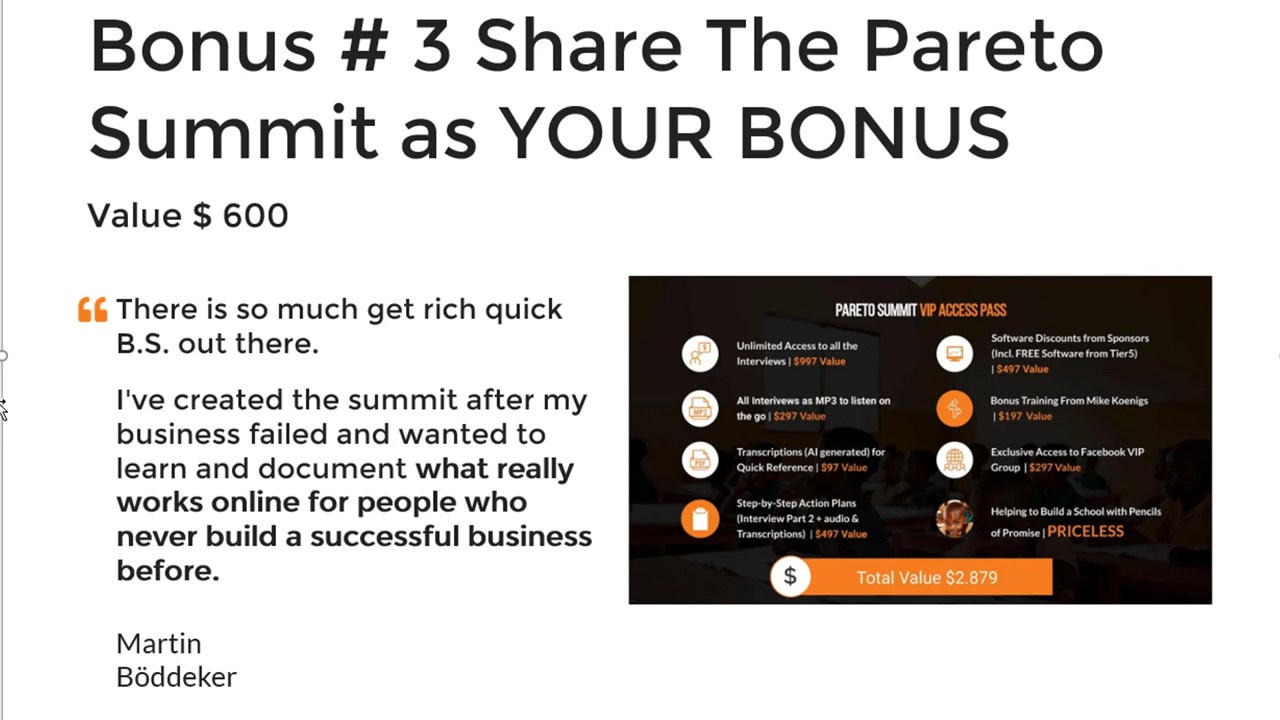 Bonus # 3 Share The Pareto
Summit as YOUR BONUS
Value $ 600
“ There is so much get rich quick
B.S. out there.
I've created the summit after my
business failed and wanted to
learn and document what really
works online for people who
never build a successful business
before.
Martin
Böddeker
PARETO SUMMIT VIP ACCESS PASS
Unlimited Access to all the
Interviews | $997 Value
All Interivews as MP3 to listen on
the go | $297 Value
MP3
Transcriptions (AI generated) for
Quick Reference | $97 Value
PDF
Step-by-Step Action Plans
(Interview Part 2 + audio &
Transcriptions) | $497 Value
Software Discounts from Sponsors
(Incl. FREE Software from Tier5)
| $497 Value
Bonus Training From Mike Koenigs
| $197 Value
Exclusive Access to Facebook VIP
Group | $297 Value
Helping to Build a School with Pencils
of Promise | PRICELESS
$ Total Value $2.879